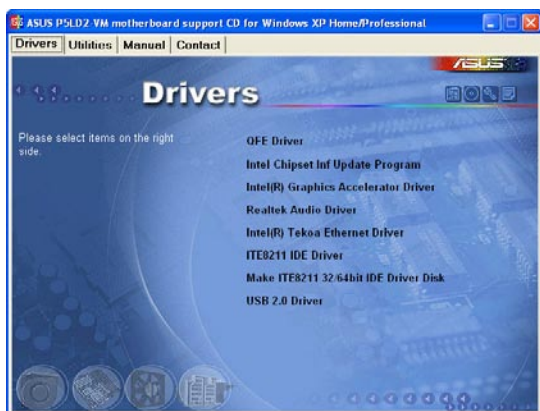 ASUS P5LD2-VM motherboard support CD for Windows XP Home/Professional
Drivers Utilities Manual Contact
ASUS
Drivers
Please select items on the right
side.
QFE Driver
Intel Chipset Inf Update Program
Intel(R) Graphics Accelerator Driver
Realtek Audio Driver
Intel(R) Tekoa Ethernet Driver
ITE8211 IDE Driver
Make ITE8211 32/64bit IDE Driver Disk
USB 2.0 Driver